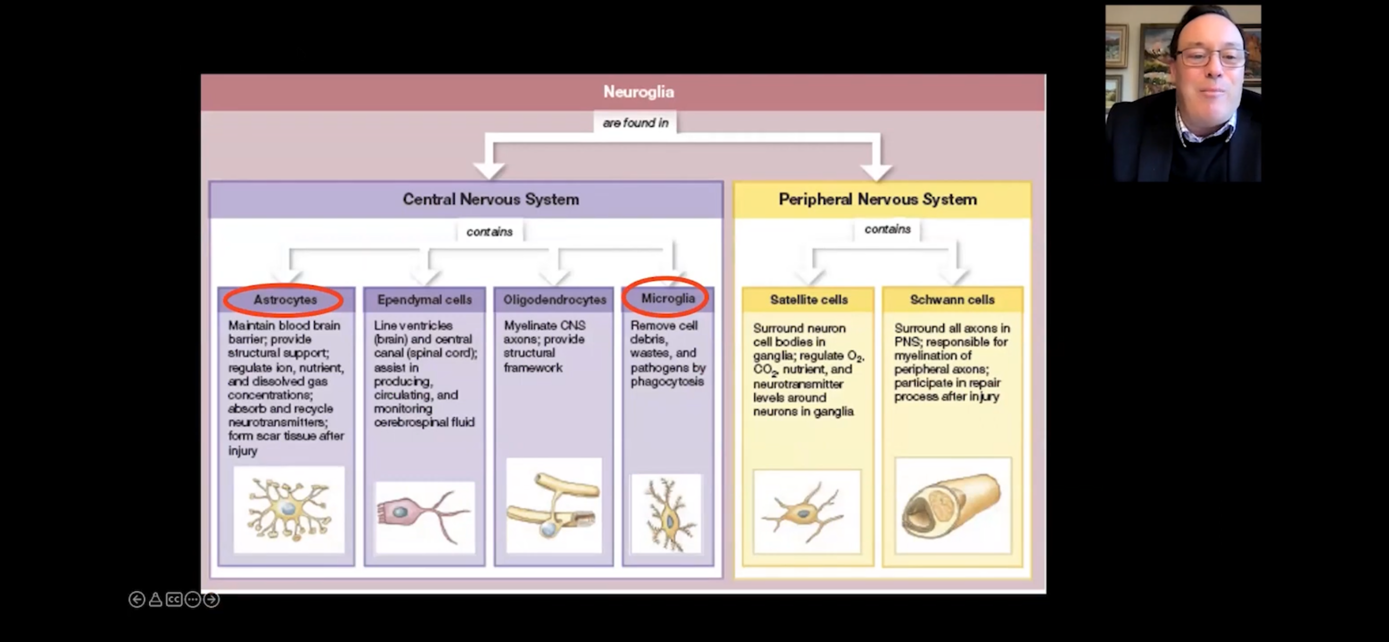 Neuroglia
are found in
Central Nervous System
contains
Astrocytes
Maintain blood brain
barrier; provide
structural support;
regulate ion, nutrient,
and dissolved gas
concentrations;
absorb and recycle
neurotransmitters;
form scar tissue after
injury
Ependymal cells
Line ventricles
(brain) and central
canal (spinal cord);
assist in
producing,
circulating, and
monitoring
cerebrospinal fluid
Oligodendrocytes
Myelinate CNS
axons; provide
structural
framework
Microglia
Remove cell
debris,
wastes, and
pathogens by
phagocytosis
Peripheral Nervous System
contains
Satellite cells
Surround neuron
cell bodies in
ganglia; regulate O₂,
CO₂, nutrient, and
neurotransmitter
levels around
neurons in ganglia
Schwann cells
Surround all axons in
PNS; responsible for
myelination of
peripheral axons;
participate in repair
process after injury
CC